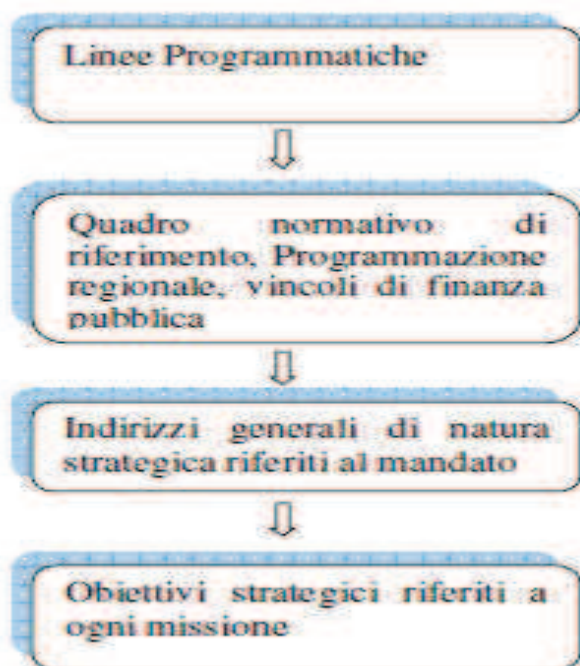 Linee Programmatiche
Quadro normativo di
riferimento, Programmazione
regionale, vincoli di finanza
pubblica
Indirizzi generali di natura
strategica riferiti al mandato
Obiettivi strategici riferiti a
ogni missione